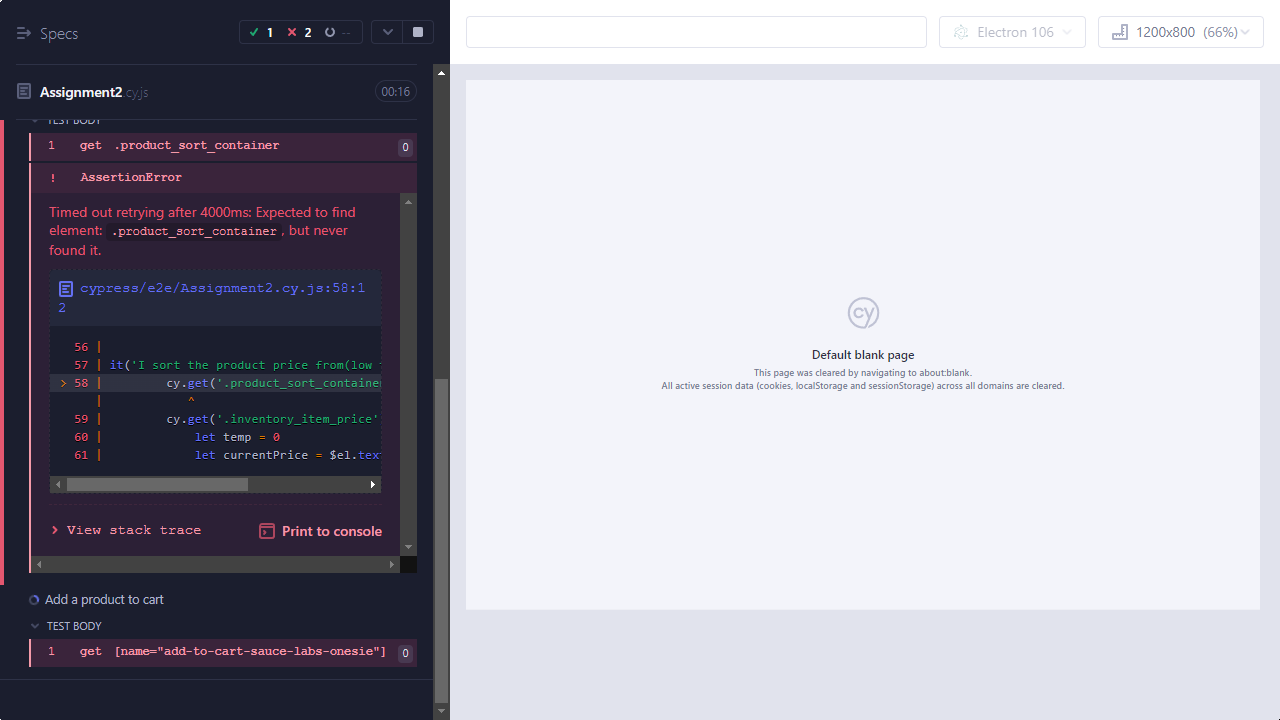 Specs
1
2
--
Electron 106
1200x800 (66%)
Assignment2.cy.js
00:16
TEST BODY
1 get .product_sort_container 0
! AssertionError
Timed out retrying after 4000ms: Expected to find
element: .product_sort_container, but never
found it.
cypress/e2e/Assignment2.cy.js:58:1
2
56 |
57 | it('I sort the product price from(low
> 58 | cy.get('.product_sort_container
| ^
59 | cy.get('.inventory_item_price'
60 | let temp = 0
61 | let currentPrice = $el.text
> View stack trace
Print to console
Add a product to cart
TEST BODY
1 get [name="add-to-cart-sauce-labs-onesie"] 0
cy
Default blank page
This page was cleared by navigating to about:blank.
All active session data (cookies, localStorage and sessionStorage) across all domains are cleared.